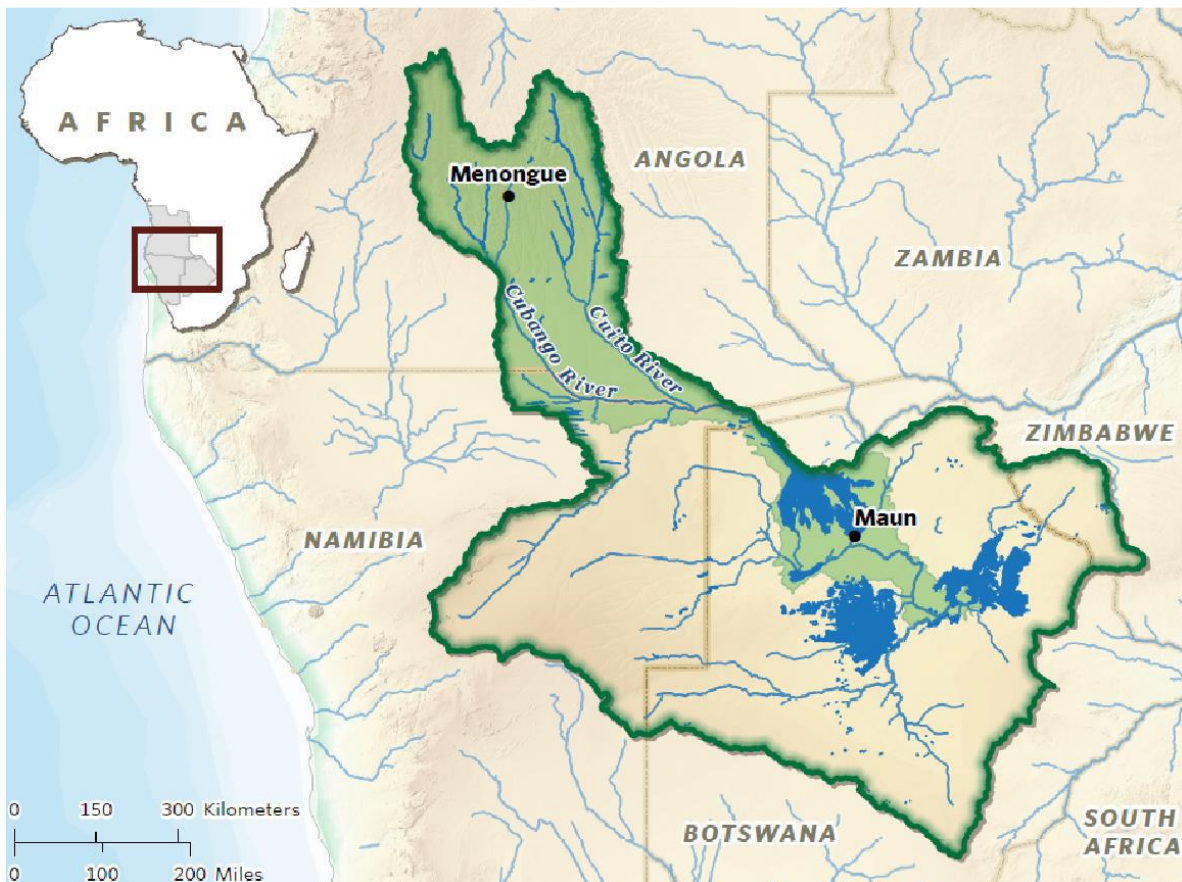 AFRICA
Menongue
ANGOLA
ZAMBIA
Cubango River
Cuito River
ZIMBABWE
Maun
NAMIBIA
ATLANTIC
OCEAN
0 150 300 Kilometers
0 100 200 Miles
BOTSWANA
SOUTH
AFRICA